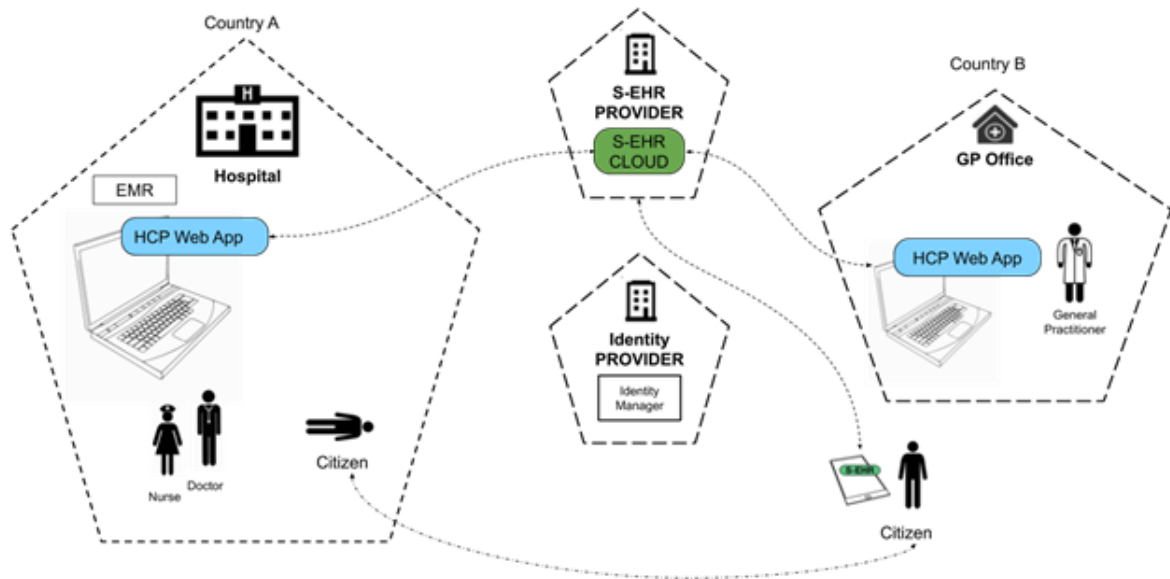 Country A
H
Hospital
EMR
HCP Web App
Nurse
Doctor
Citizen
S-EHR
PROVIDER
S-EHR
CLOUD
Identity
PROVIDER
Identity
Manager
Country B
GP Office
HCP Web App
General
Practitioner
S-EHR
Citizen